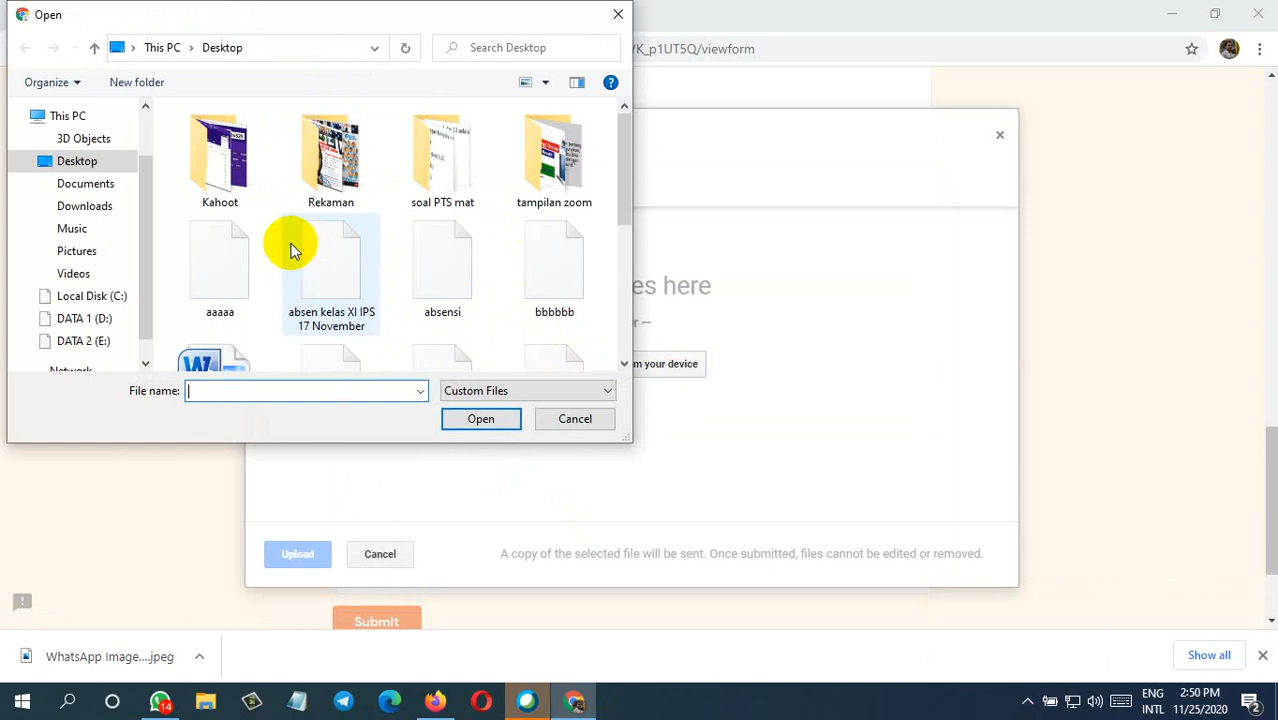 Open
This PC
Desktop
Search Desktop
K_p1UT5Q/viewform
Organize
New folder
This PC
3D Objects
Desktop
Documents
Downloads
Music
Pictures
Videos
Local Disk (C:)
DATA 1 (D:)
DATA 2 (E:)
Network
Kahoot
Rekaman
soal PTS mat
tampilan zoom
aaaaa
absen kelas XI IPS
17 November
absensi
bbbbbb
es here
r —
m your device
File name:
Custom Files
Open
Cancel
Upload
Cancel
A copy of the selected file will be sent. Once submitted, files cannot be edited or removed.
Submit
WhatsApp Image....jpeg
Show all
14
ENG
INTL
2:50 PM
11/25/2020
2